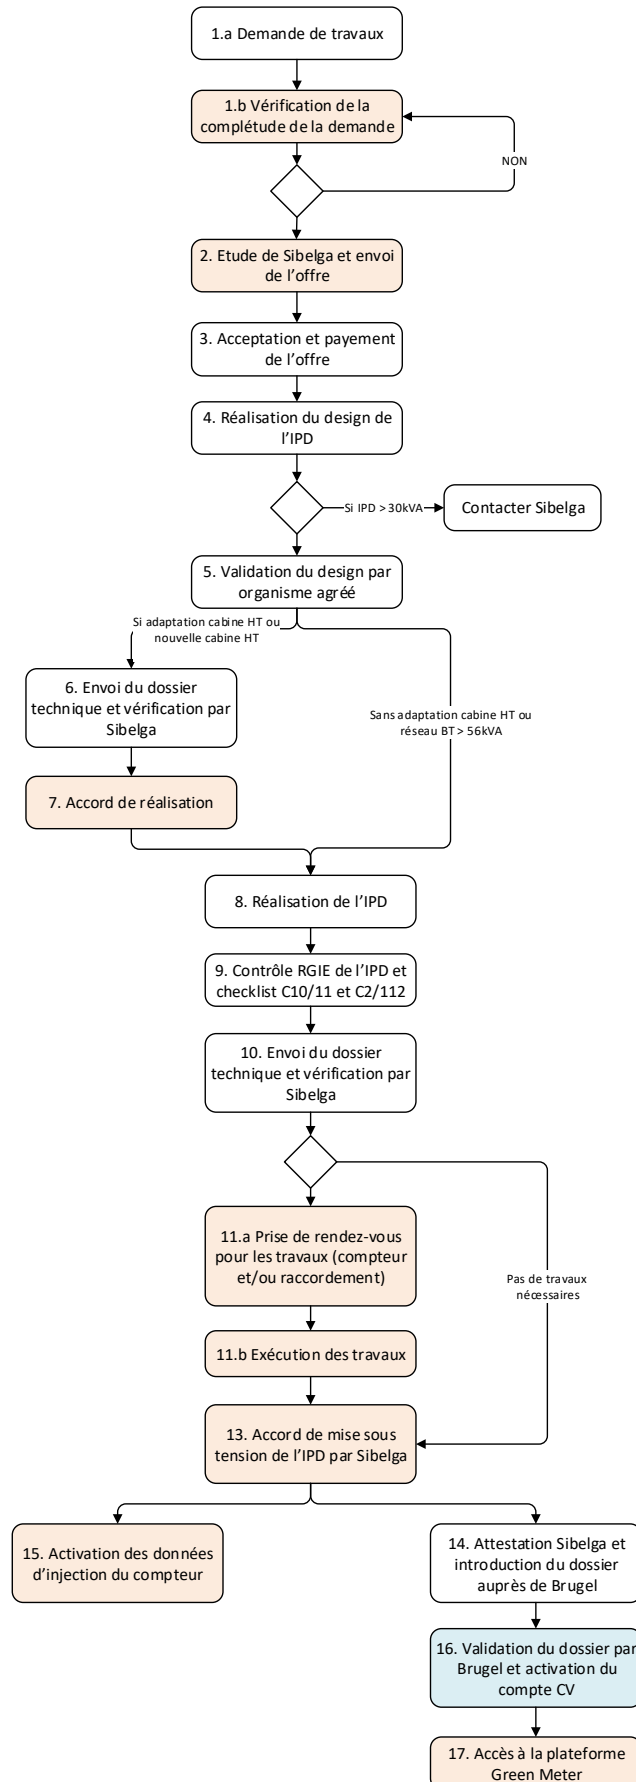 1.a Demande de travaux
1.b Vérification de la
complétude de la demande
NON
2. Etude de Sibelga et envoi
de l'offre
3. Acceptation et payement
de l'offre
4. Réalisation du design de
l'IPD
Si IPD > 30kVA
Contacter Sibelga
5. Validation du design par
organisme agréé
Si adaptation cabine HT ou
nouvelle cabine HT
6. Envoi du dossier
technique et vérification par
Sibelga
Sans adaptation cabine HT ou
réseau BT > 56kVA
7. Accord de réalisation
8. Réalisation de l'IPD
9. Contrôle RGIE de l'IPD et
checklist C10/11 et C2/112
10. Envoi du dossier
technique et vérification par
Sibelga
11.a Prise de rendez-vous
pour les travaux (compteur
et/ou raccordement)
Pas de travaux
nécessaires
11.b Exécution des travaux
13. Accord de mise sous
tension de l'IPD par Sibelga
15. Activation des données
d'injection du compteur
14. Attestation Sibelga et
introduction du dossier
auprès de Brugel
16. Validation du dossier par
Brugel et activation du
compte CV
17. Accès à la plateforme
Green Meter